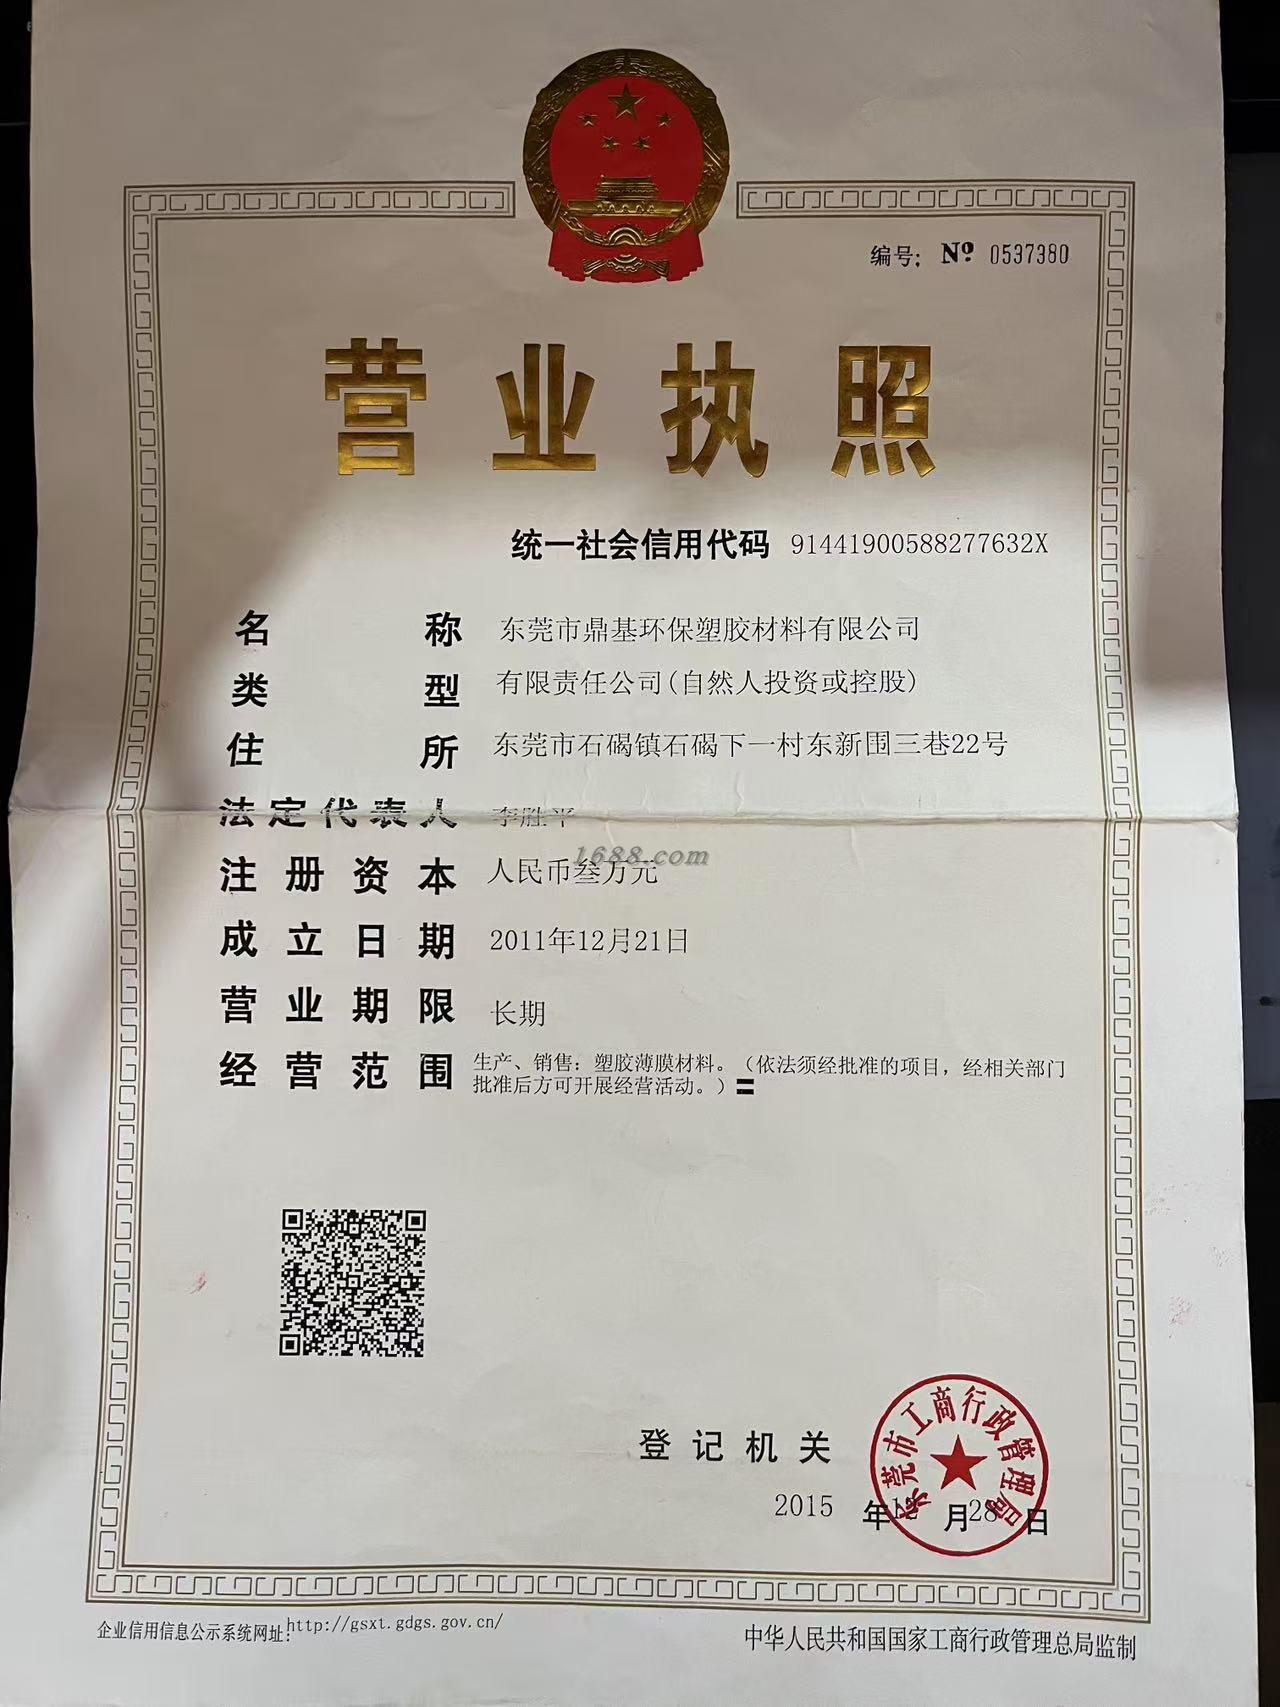 编号: Nº 0537380
营业执照
统一社会信用代码 91441900588277632X
名称 东莞市鼎基环保塑胶材料有限公司
类型 有限责任公司(自然人投资或控股)
住所 东莞市石碣镇石碣下一村东新围三巷22号
法定代表人 李胜平
1688.com
注册资本 人民币叁万元
成立日期 2011年12月21日
营业期限 长期
经营范围 生产、销售：塑胶薄膜材料。（依法须经批准的项目，经相关部门
批准后方可开展经营活动。）〓
东莞市工商行政管理局
登记机关
2015 年12 月28 日
企业信用信息公示系统网址:http://gsxt.gdgs.gov.cn/
中华人民共和国国家工商行政管理总局监制